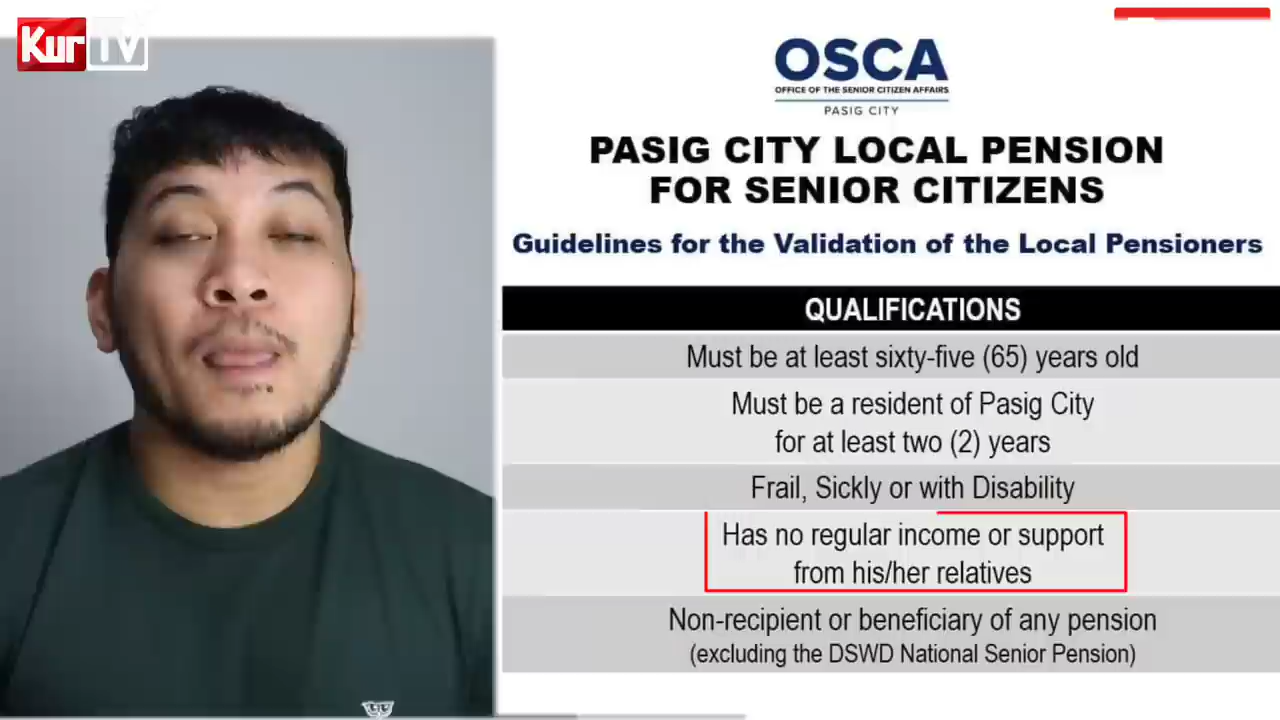 KurTV
OSCA
OFFICE OF THE SENIOR CITIZEN AFFAIRS
PASIG CITY
PASIG CITY LOCAL PENSION
FOR SENIOR CITIZENS
Guidelines for the Validation of the Local Pensioners
QUALIFICATIONS
Must be at least sixty-five (65) years old
Must be a resident of Pasig City
for at least two (2) years
Frail, Sickly or with Disability
Has no regular income or support
from his/her relatives
Non-recipient or beneficiary of any pension
(excluding the DSWD National Senior Pension)